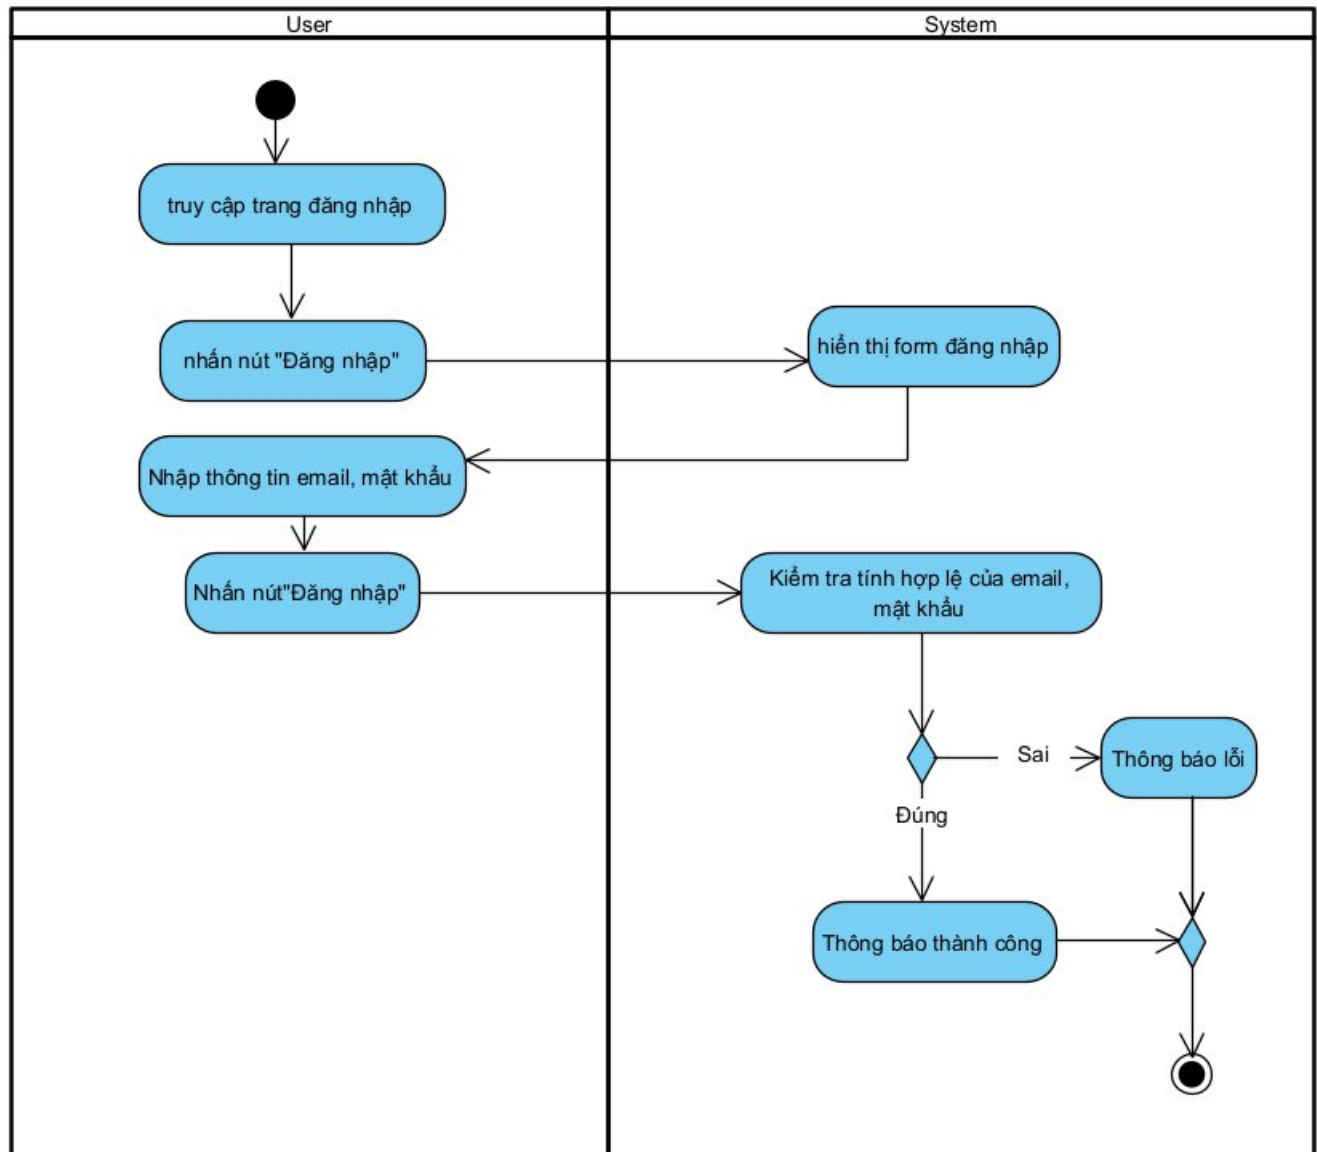 User
System
truy cập trang đăng nhập
nhấn nút "Đăng nhập"
hiển thị form đăng nhập
Nhập thông tin email, mật khẩu
Nhấn nút"Đăng nhập"
Kiểm tra tính hợp lệ của email,
mật khẩu
Sai
Thông báo lỗi
Đúng
Thông báo thành công